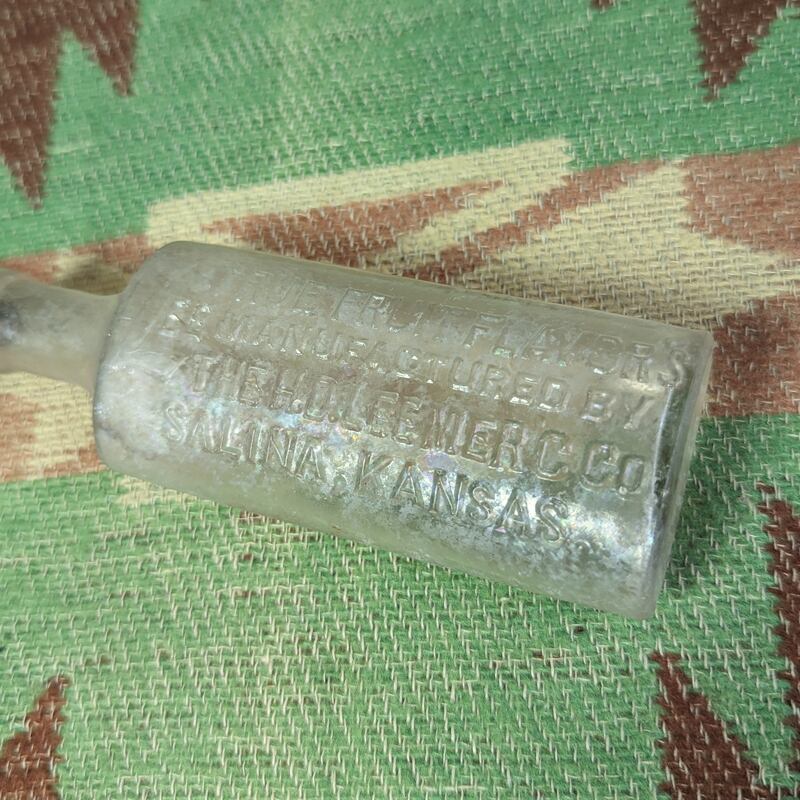 TRUE FRUIT FLAVORS
MANUFACTURED BY
THE H.D. LEE MERC. CO.
SALINA, KANSAS.